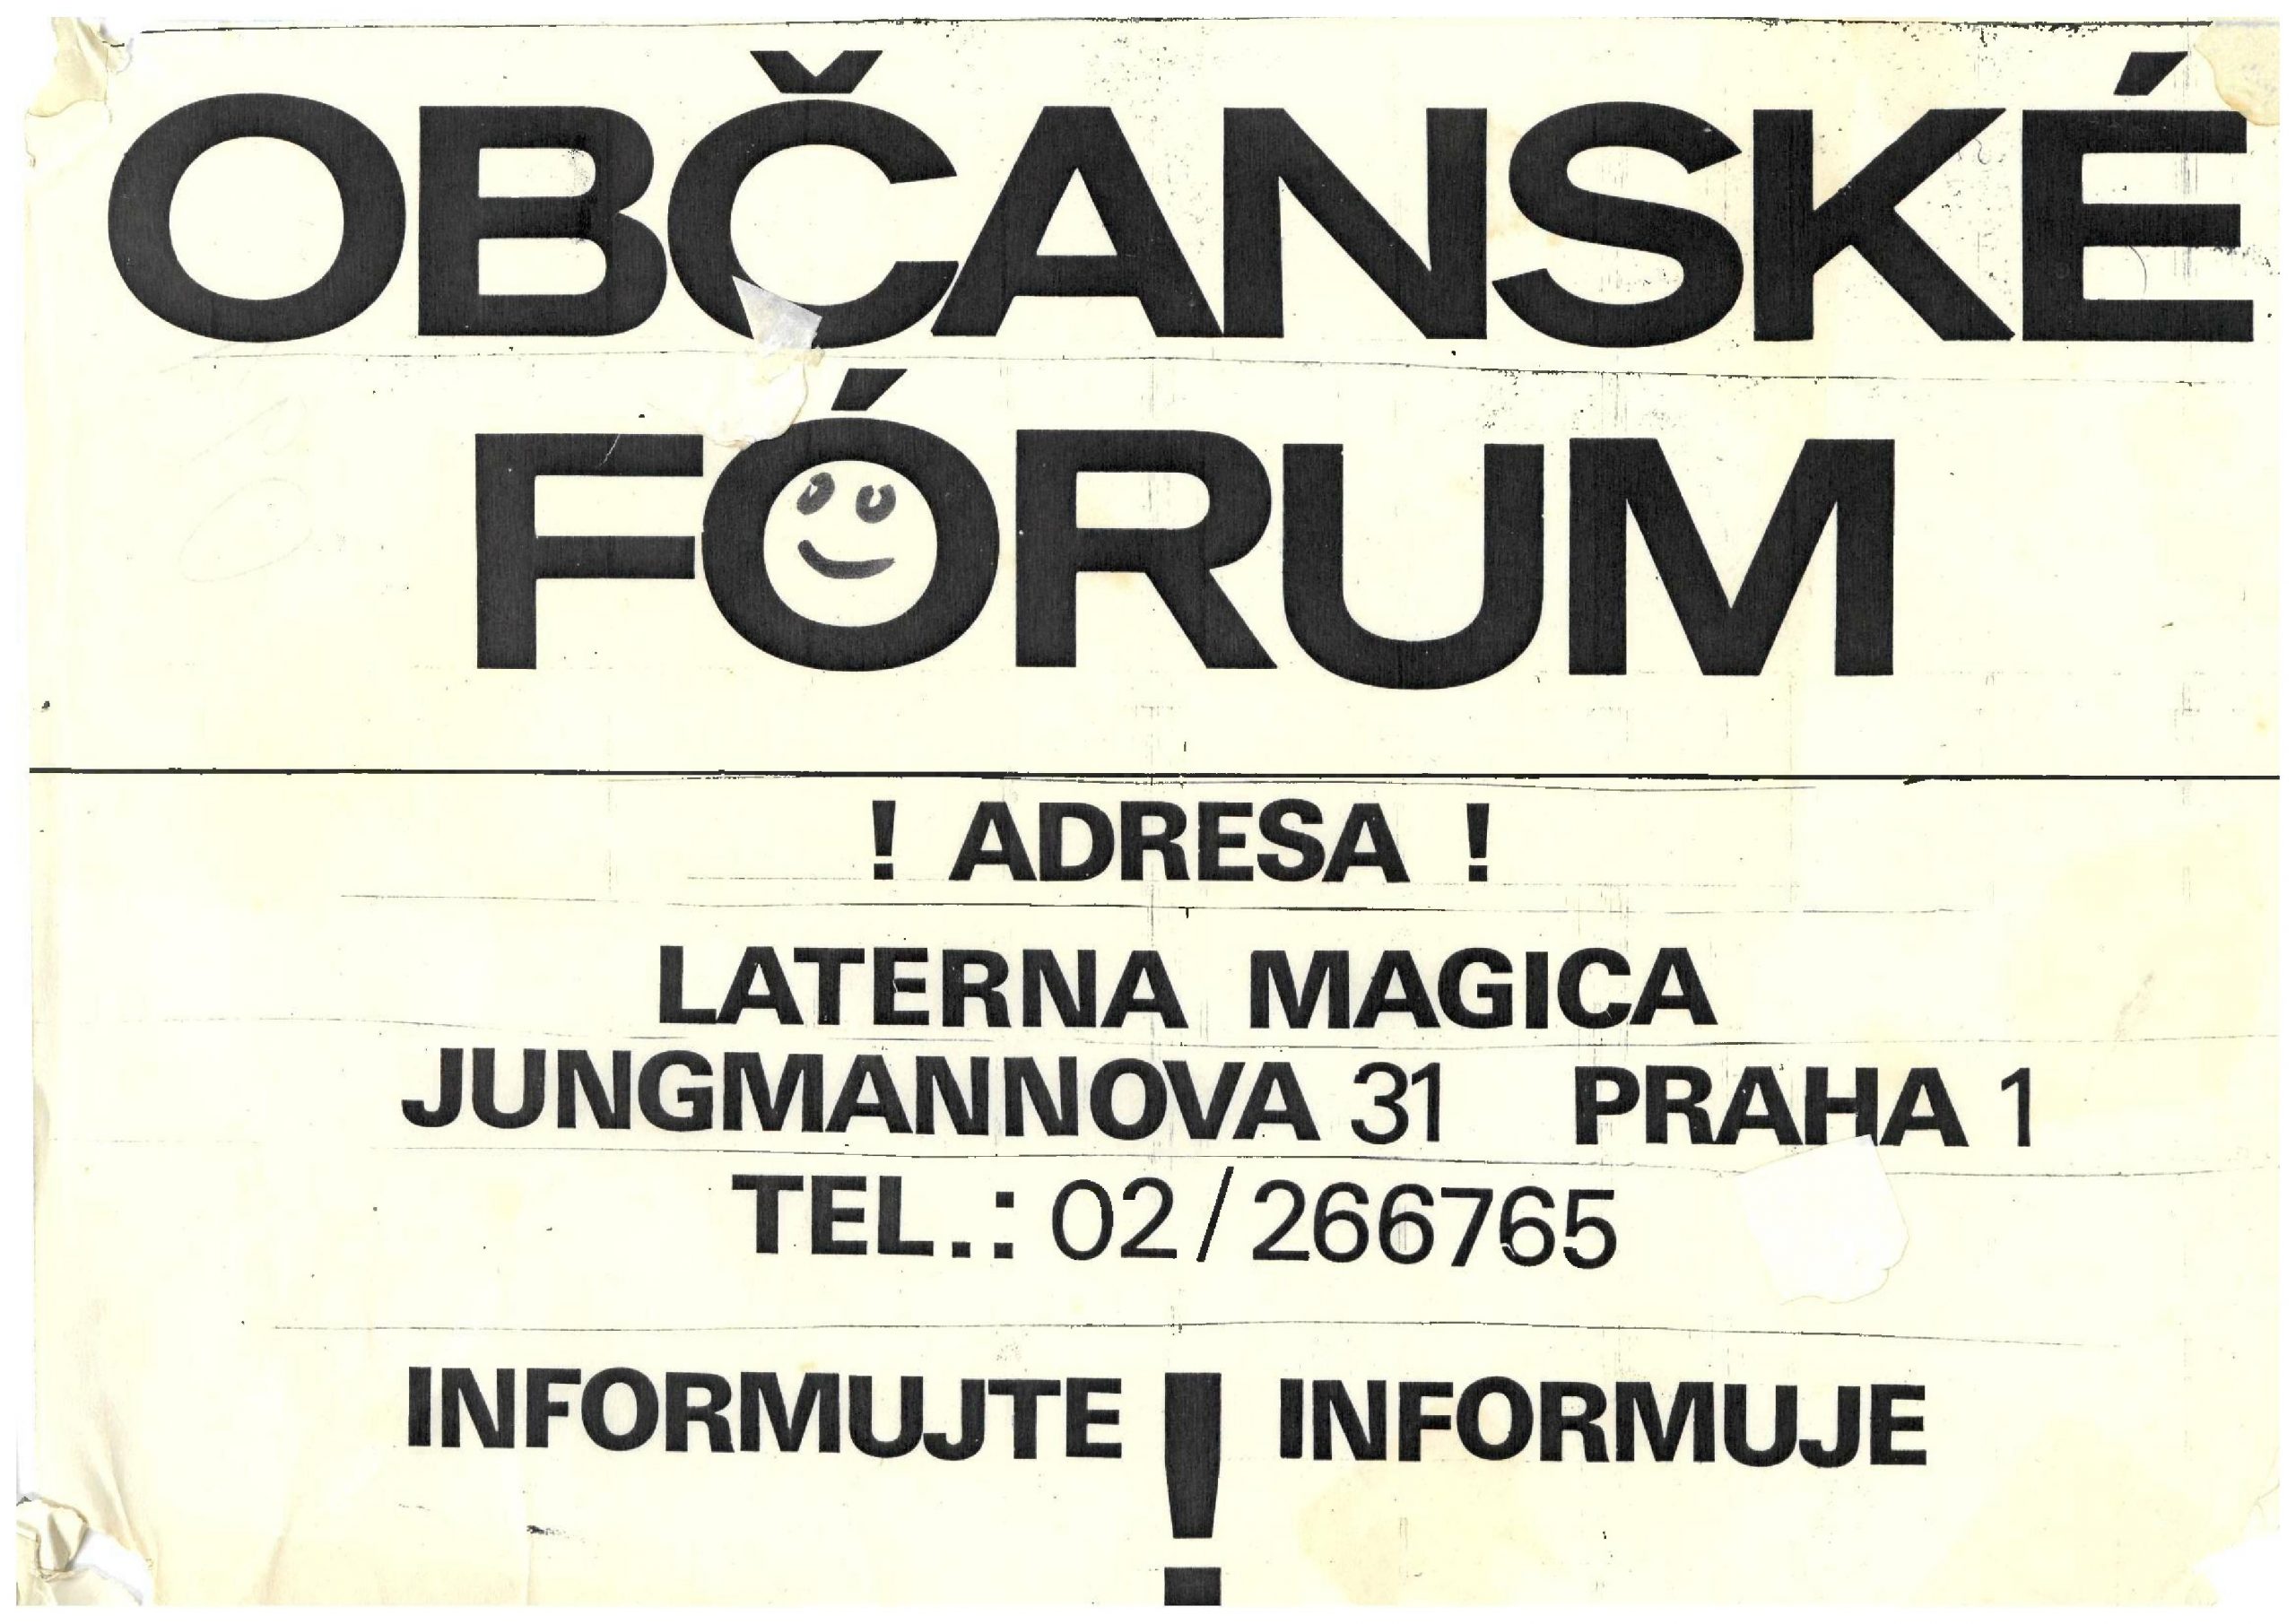 OBČANSKÉ
FÓRUM
! ADRESA !
LATERNA MAGICA
JUNGMANNOVA 31 PRAHA 1
TEL.: 02/266765
INFORMUJTE ! INFORMUJE